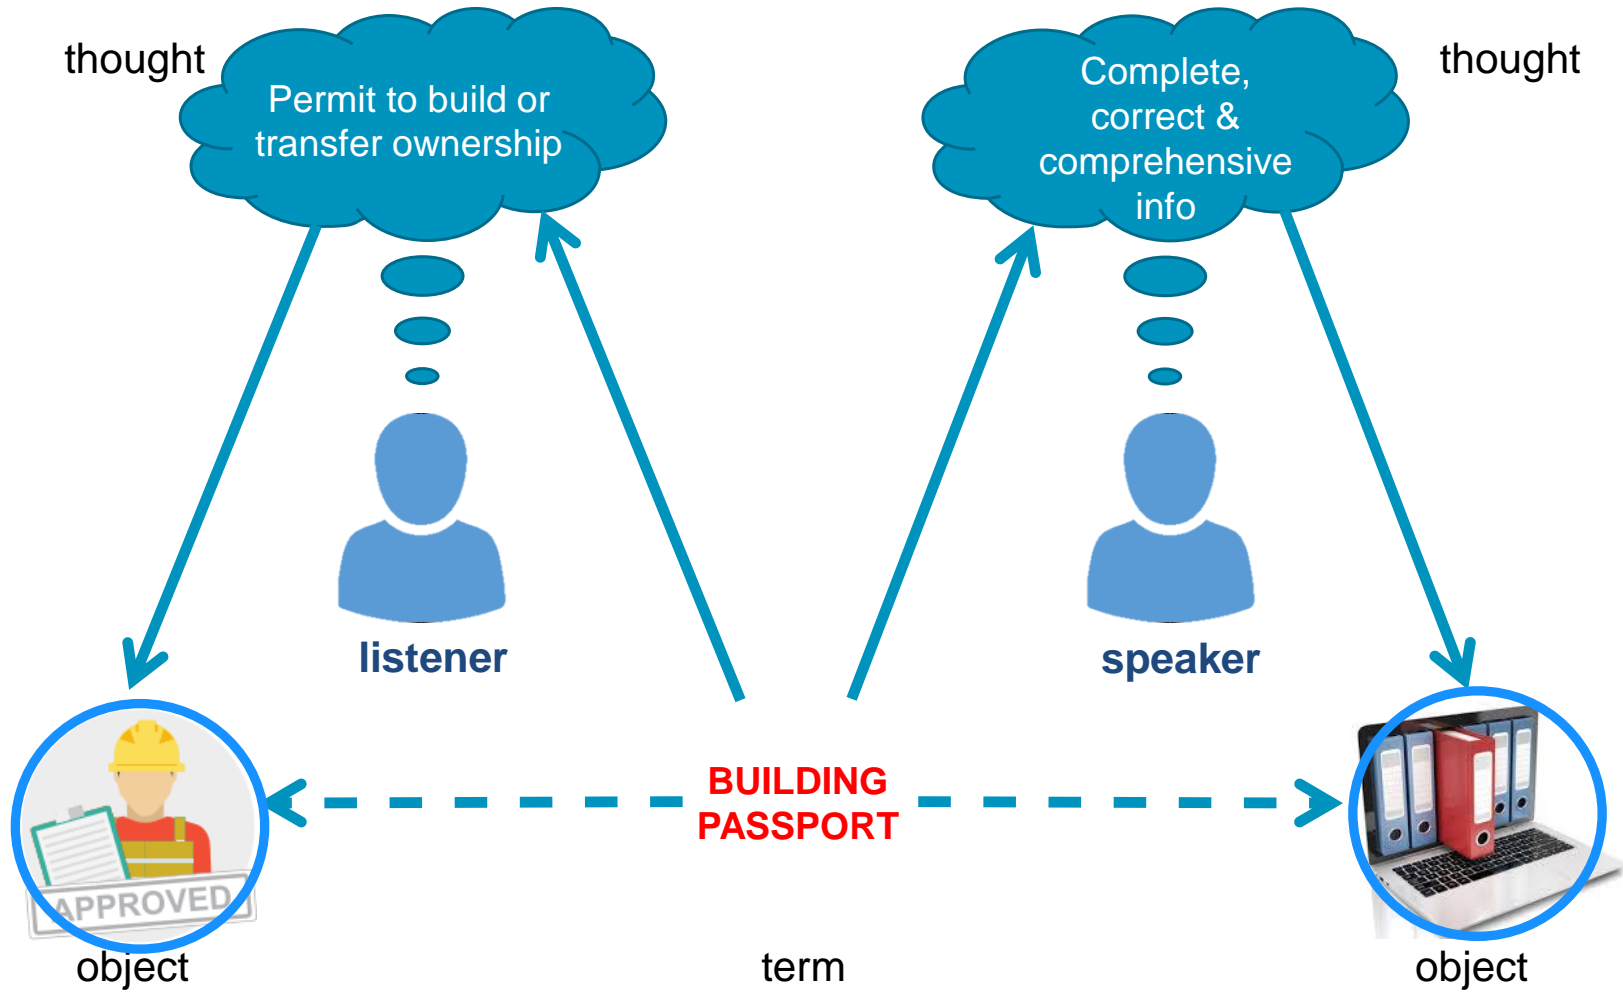 thought
thought
Permit to build or
transfer ownership
Complete,
correct &
comprehensive
info
listener
speaker
BUILDING
PASSPORT
APPROVED
object
term
object